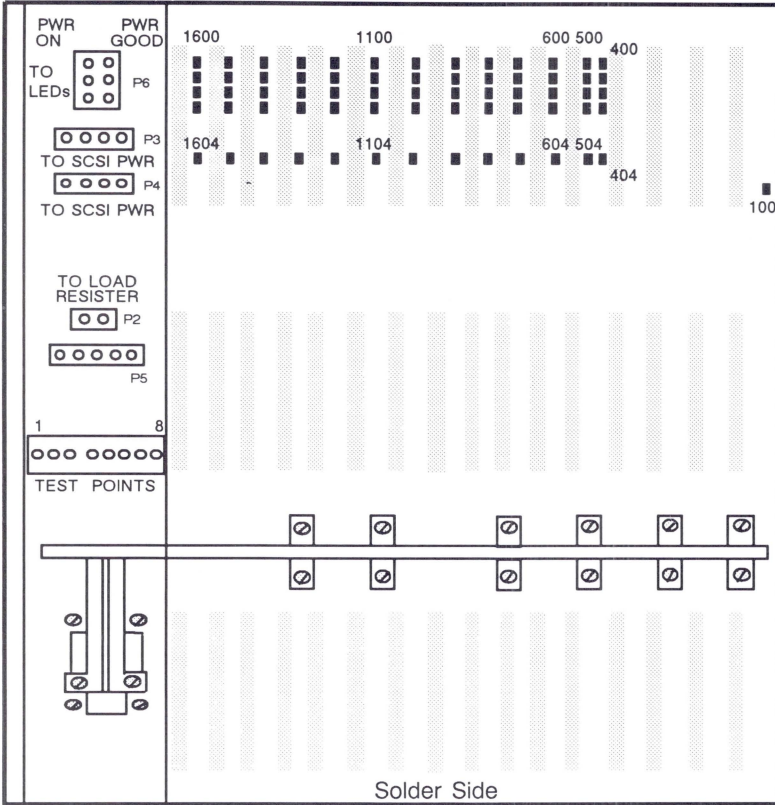 PWR PWR
ON GOOD
TO
LEDs
P6
P3
TO SCSI PWR
P4
TO SCSI PWR
TO LOAD
RESISTER
P2
P5
1 8
TEST POINTS
1600 1100 600 500 400
1604 1104 604 504
404
100
Solder Side